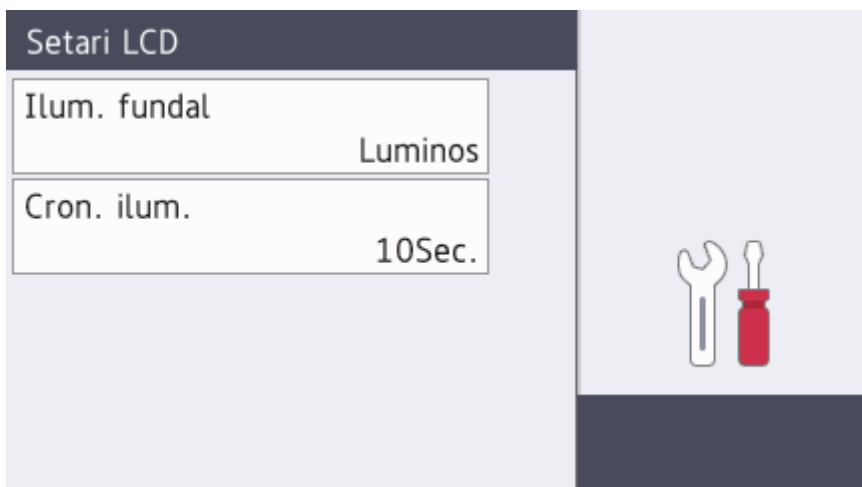 Setari LCD
Ilum. fundal
Luminos
Cron. ilum.
10Sec.